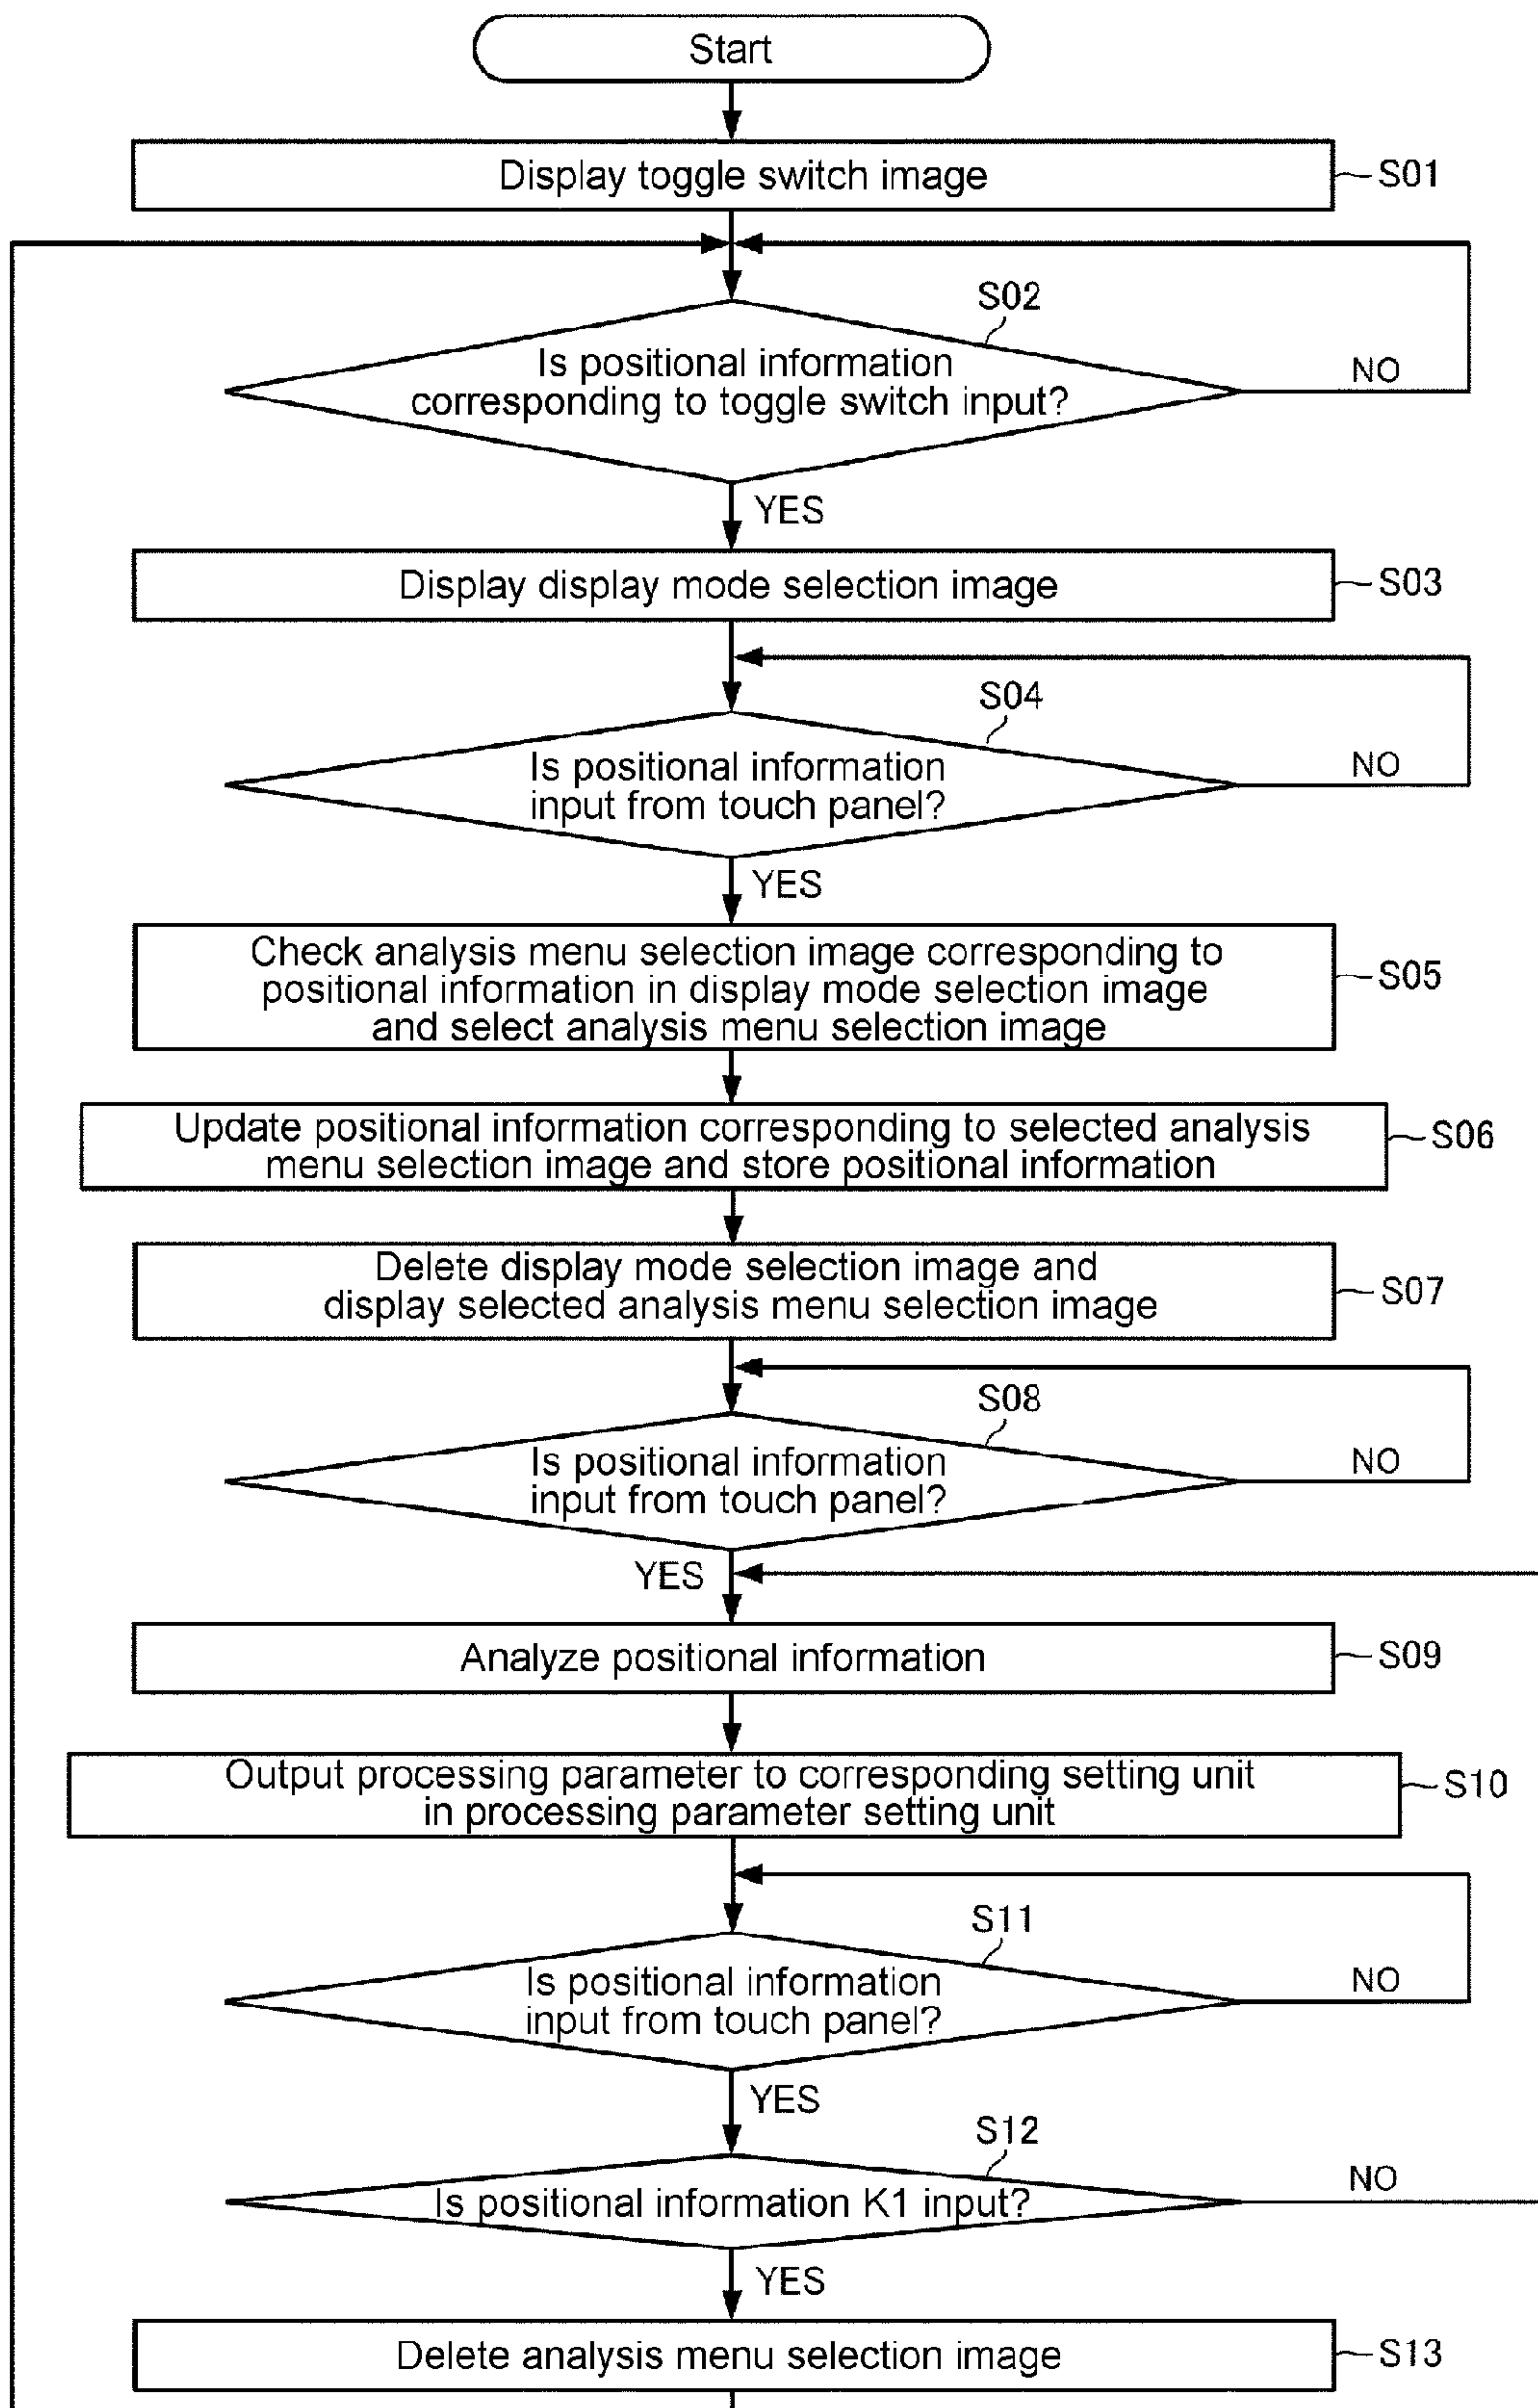 Start
Display toggle switch image
S01
S02
Is positional information
corresponding to toggle switch input?
NO
YES
Display display mode selection image
S03
S04
Is positional information
input from touch panel?
NO
YES
Check analysis menu selection image corresponding to
positional information in display mode selection image
and select analysis menu selection image
S05
Update positional information corresponding to selected analysis
menu selection image and store positional information
S06
Delete display mode selection image and
display selected analysis menu selection image
S07
S08
Is positional information
input from touch panel?
NO
YES
Analyze positional information
S09
Output processing parameter to corresponding setting unit
in processing parameter setting unit
S10
S11
Is positional information
input from touch panel?
NO
YES
S12
Is positional information K1 input?
NO
YES
Delete analysis menu selection image
S13